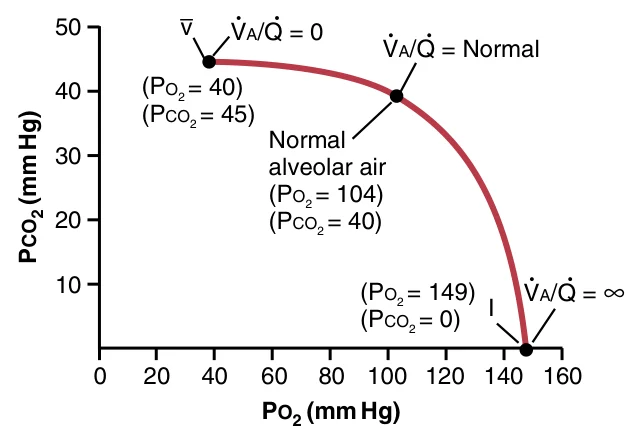 50
40
30
20
10
PCO₂ (mm Hg)
v̄
V̇A/Q̇ = 0
(PO₂ = 40)
(PCO₂ = 45)
V̇A/Q̇ = Normal
Normal
alveolar air
(PO₂ = 104)
(PCO₂ = 40)
(PO₂ = 149)
(PCO₂ = 0)
I
V̇A/Q̇ = ∞
0 20 40 60 80 100 120 140 160
PO₂ (mm Hg)